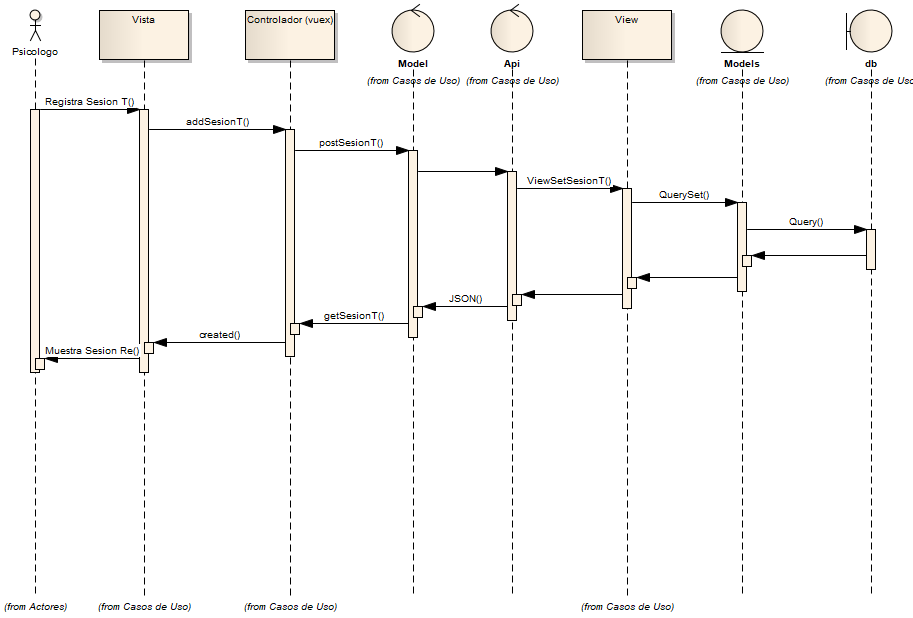 Vista
Controlador (vuex)
View
Psicologo
Model
Api
Models
db
(from Casos de Uso)
(from Casos de Uso)
(from Casos de Uso)
(from Casos de Uso
Registra Sesion T()
addSesionT()
postSesionT()
ViewSetSesionT()
QuerySet()
Query()
JSON()
getSesionT()
created()
Muestra Sesion Re()
(from Actores)
(from Casos de Uso)
(from Casos de Uso)
(from Casos de Uso)